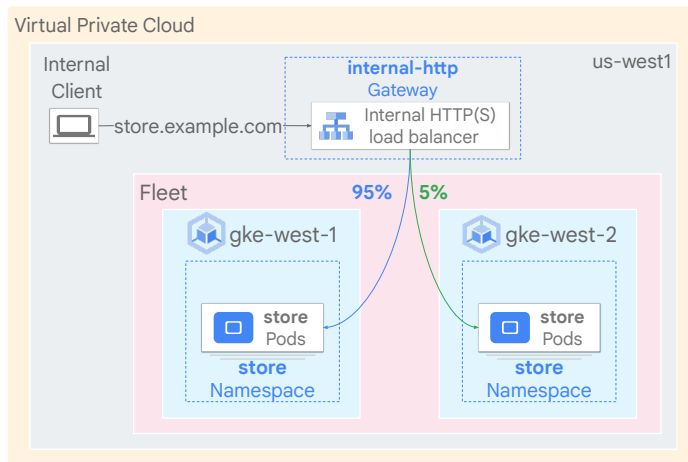 Virtual Private Cloud
us-west1
Internal
Client
internal-http
Gateway
store.example.com
Internal HTTP(S)
load balancer
Fleet
95%
5%
gke-west-1
gke-west-2
store
Pods
store
Namespace
store
Pods
store
Namespace